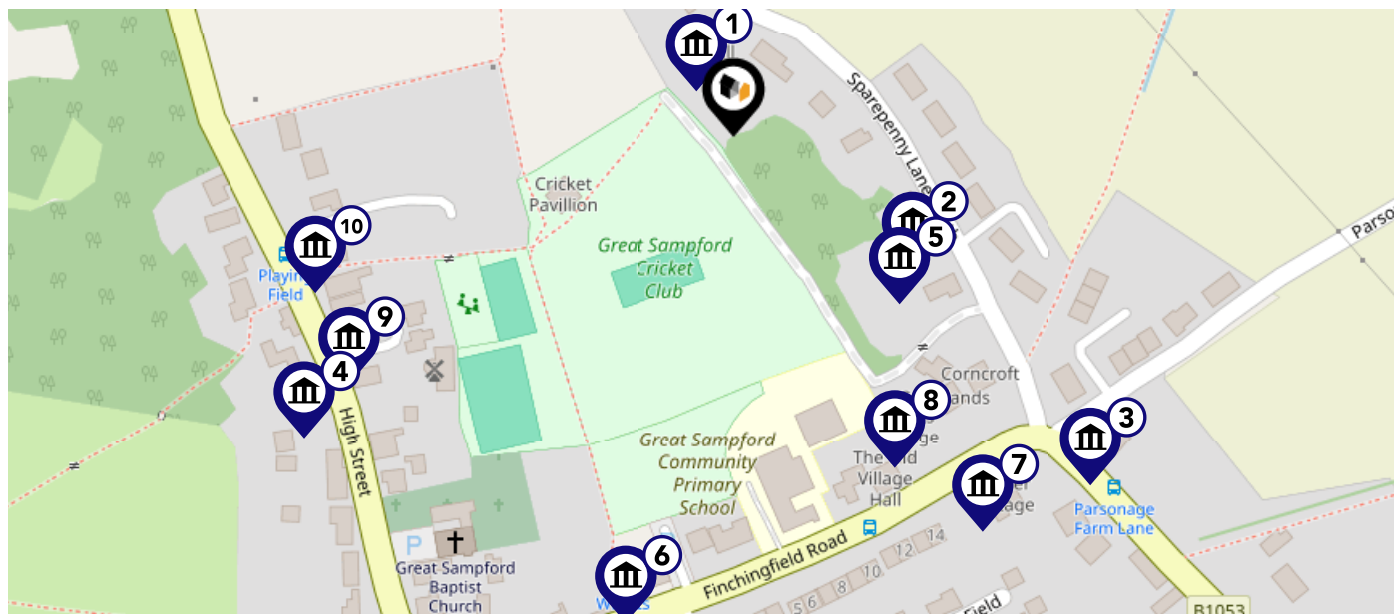 1
Sparepenny Lane
Cricket
Pavillion
2
10
5
Great Sampford
Cricket
Club
Playing
Field
9
4
Corncroft
8
3
High Street
Great Sampford
Community
Primary
School
The Old
Village
Hall
7
Parsonage
Farm Lane
P
Great Sampford
Baptist
Church
6
Finchingfield Road
14
12
10
8
6
5
Field
B1053